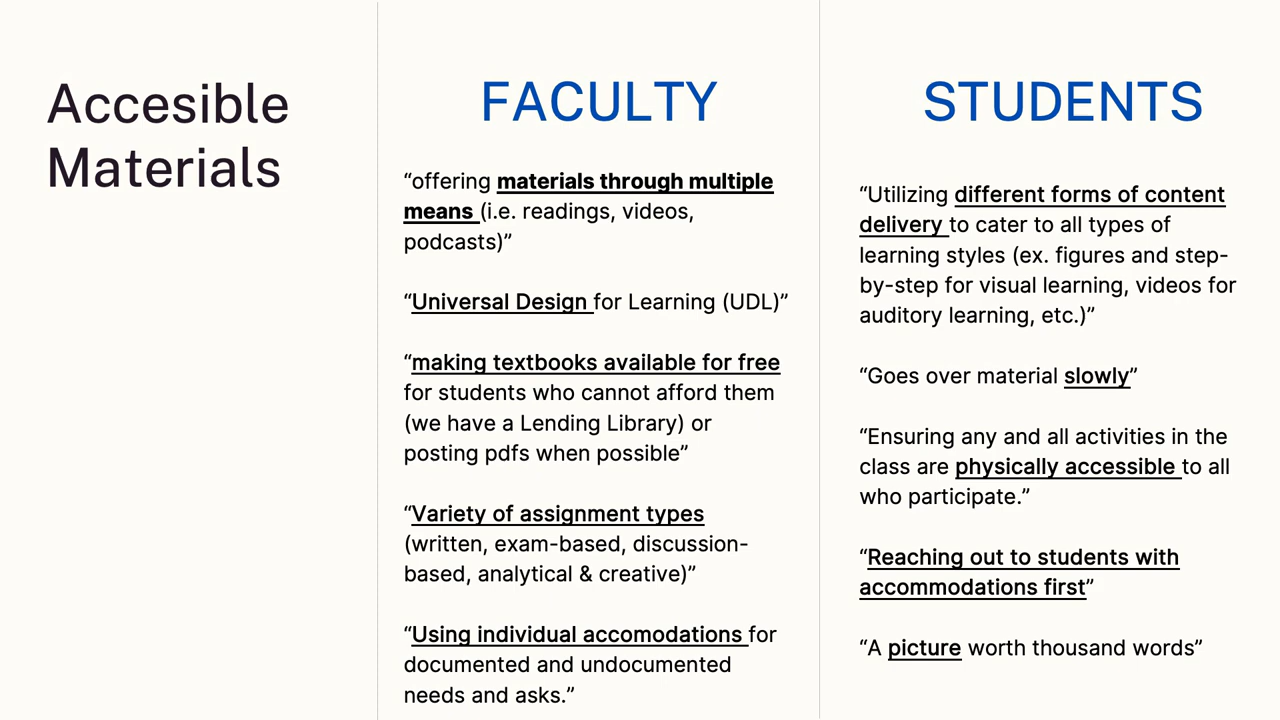 Accesible
Materials
FACULTY
“offering materials through multiple
means (i.e. readings, videos,
podcasts)”
“Universal Design for Learning (UDL)”
“making textbooks available for free
for students who cannot afford them
(we have a Lending Library) or
posting pdfs when possible”
“Variety of assignment types
(written, exam-based, discussion-
based, analytical & creative)”
“Using individual accomodations for
documented and undocumented
needs and asks.”
STUDENTS
“Utilizing different forms of content
delivery to cater to all types of
learning styles (ex. figures and step-
by-step for visual learning, videos for
auditory learning, etc.)”
“Goes over material slowly”
“Ensuring any and all activities in the
class are physically accessible to all
who participate.”
“Reaching out to students with
accommodations first”
“A picture worth thousand words”